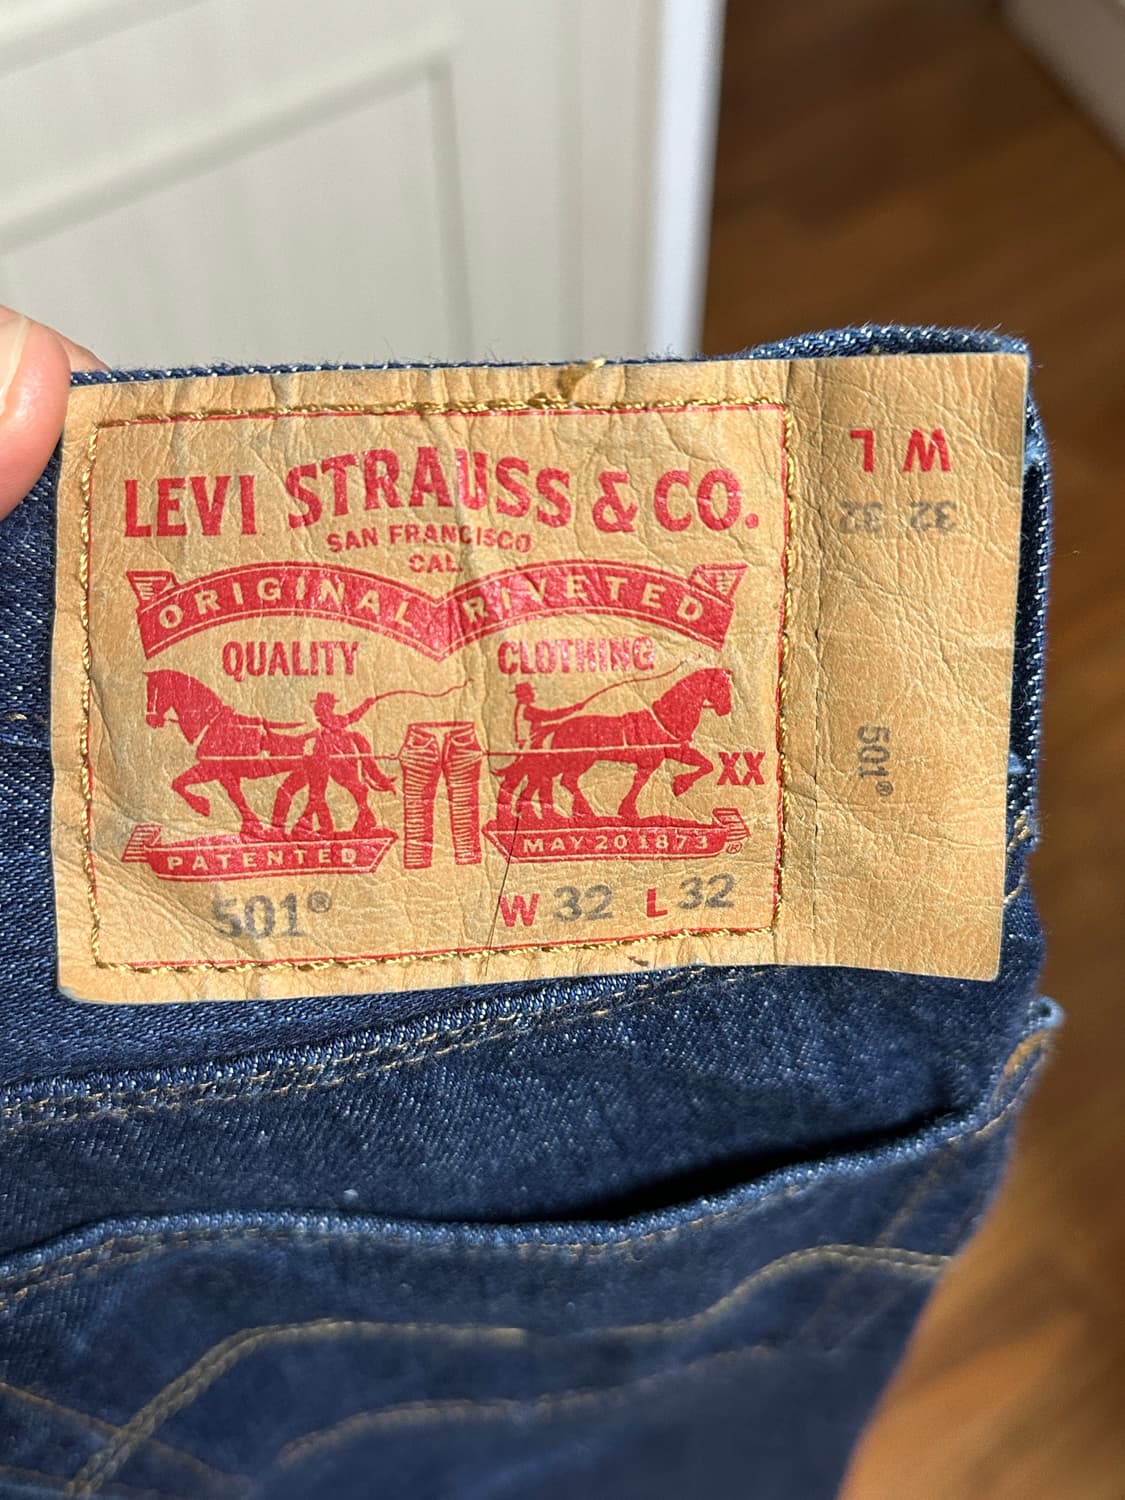 LEVI STRAUSS & CO.
SAN FRANCISCO
CAL.
ORIGINAL RIVETED
QUALITY CLOTHING
XX
PATENTED MAY 20 1873 ®
501® W 32 L 32
W L
32 32
501®